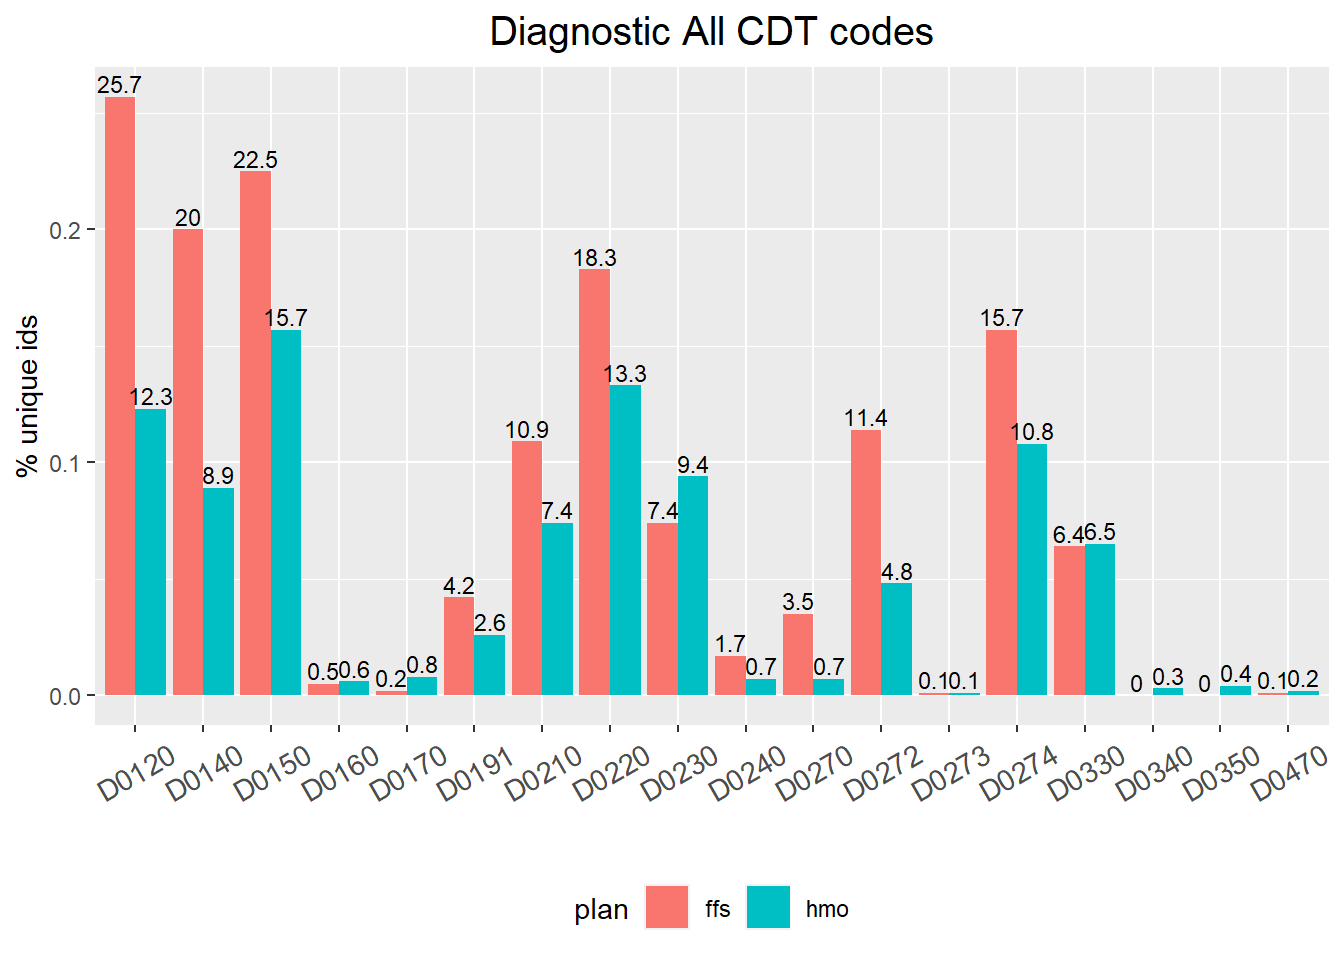 Diagnostic All CDT codes
% unique ids
0.2
0.1
0.0
25.7
12.3
20
8.9
22.5
15.7
0.5
0.6
0.2
0.8
4.2
2.6
10.9
7.4
18.3
13.3
7.4
9.4
1.7
0.7
3.5
0.7
11.4
4.8
0.1
0.1
15.7
10.8
6.4
6.5
0
0.3
0
0.4
0.1
0.2
D0120
D0140
D0150
D0160
D0170
D0191
D0210
D0220
D0230
D0240
D0270
D0272
D0273
D0274
D0330
D0340
D0350
D0470
plan ffs hmo